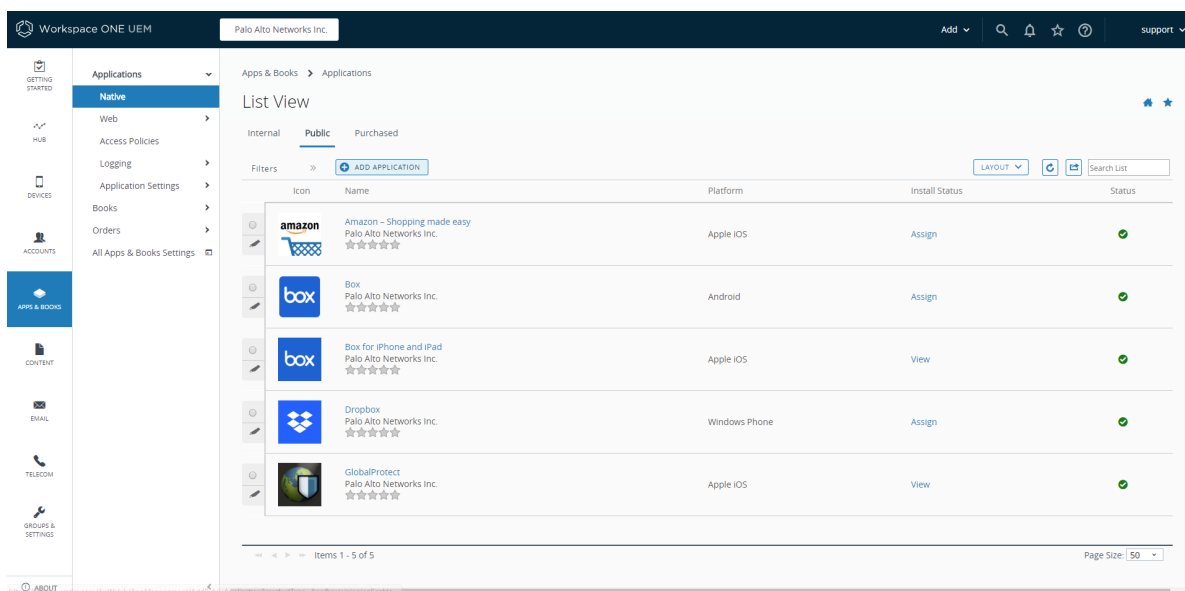 Workspace ONE UEM
Palo Alto Networks Inc.
Add
support
GETTING STARTED
HUB
DEVICES
ACCOUNTS
APPS & BOOKS
CONTENT
EMAIL
TELECOM
GROUPS & SETTINGS
ABOUT
Applications
Native
Web
Access Policies
Logging
Application Settings
Books
Orders
All Apps & Books Settings
Apps & Books > Applications
List View
Internal Public Purchased
Filters » ADD APPLICATION LAYOUT Search List
Icon Name Platform Install Status Status
amazon
Amazon – Shopping made easy
Palo Alto Networks Inc.
Apple iOS Assign
box
Box
Palo Alto Networks Inc.
Android Assign
box
Box for iPhone and iPad
Palo Alto Networks Inc.
Apple iOS View
Dropbox
Palo Alto Networks Inc.
Windows Phone Assign
GlobalProtect
Palo Alto Networks Inc.
Apple iOS View
Items 1 - 5 of 5
Page Size: 50